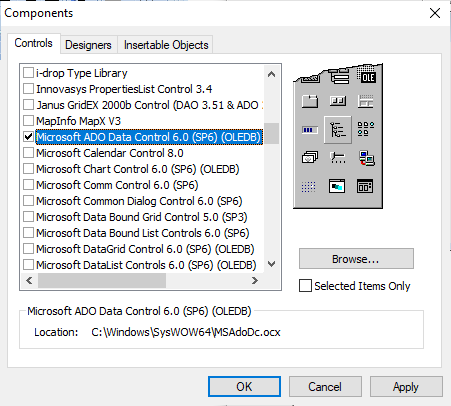 Components
Controls
Designers
Insertable Objects
i-drop Type Library
Innovasys PropertiesList Control 3.4
Janus GridEX 2000b Control (DAO 3.51 & ADO
MapInfo MapX V3
Microsoft ADO Data Control 6.0 (SP6) (OLEDB)
Microsoft Calendar Control 8.0
Microsoft Chart Control 6.0 (SP6) (OLEDB)
Microsoft Comm Control 6.0 (SP6)
Microsoft Common Dialog Control 6.0 (SP6)
Microsoft Data Bound Grid Control 5.0 (SP3)
Microsoft Data Bound List Controls 6.0 (SP6)
Microsoft DataGrid Control 6.0 (SP6) (OLEDB)
Microsoft DataList Controls 6.0 (SP6) (OLEDB)
OLE
Browse...
Selected Items Only
Microsoft ADO Data Control 6.0 (SP6) (OLEDB)
Location: C:\Windows\SysWOW64\MSAdoDc.ocx
OK
Cancel
Apply